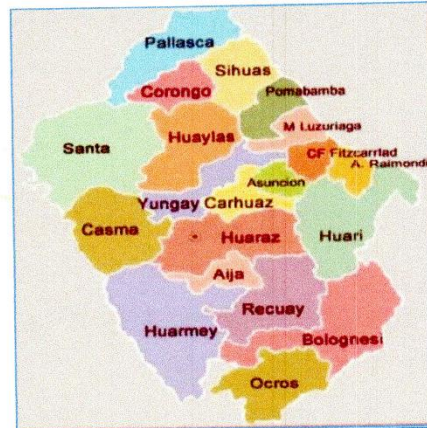 Pallasca
Sihuas
Corongo
Pomabamba
M Luzuriaga
Huaylas
Santa
CF Fitzcarrlad
A. Raimondi
Asuncion
Yungay
Carhuaz
Casma
Huaraz
Huari
Aija
Recuay
Huarmey
Bolognesi
Ocros